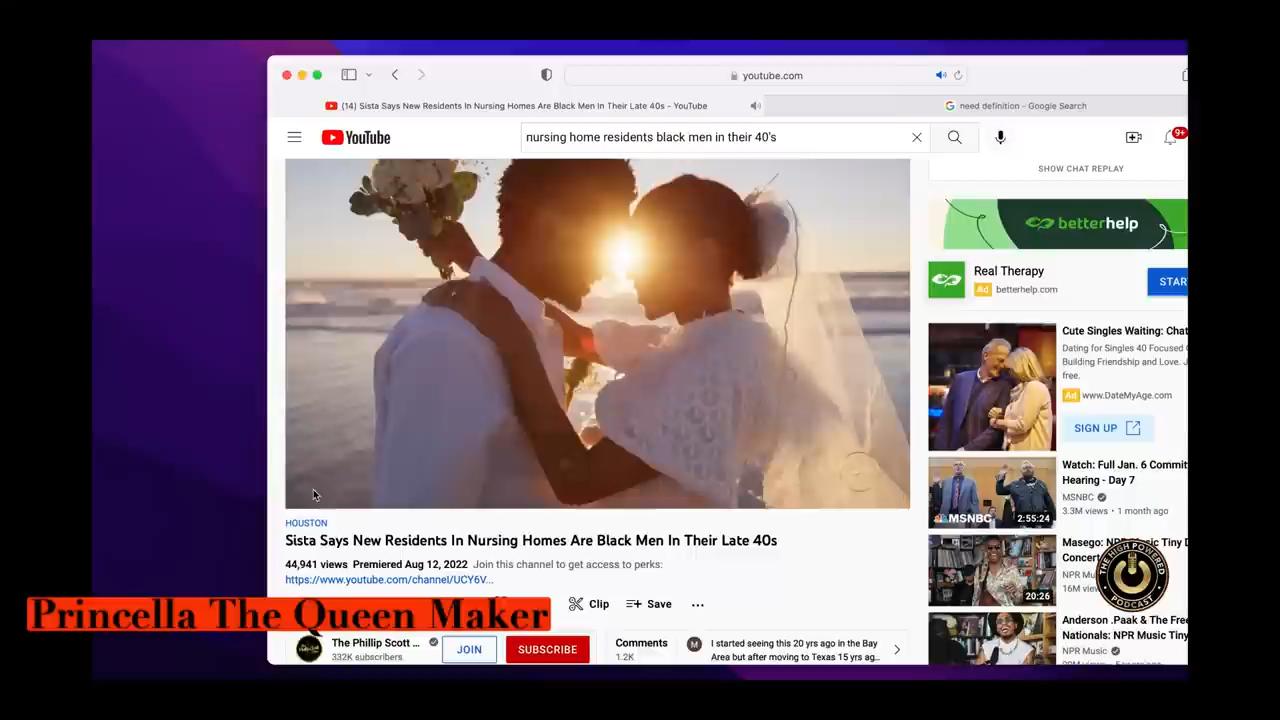 youtube.com
(14) Sista Says New Residents In Nursing Homes Are Black Men In Their Late 40s - YouTube
need definition - Google Search
YouTube
nursing home residents black men in their 40's
9+
SHOW CHAT REPLAY
betterhelp
Real Therapy
Ad betterhelp.com
STAR
Cute Singles Waiting: Chat
Dating for Singles 40 Focused
Building Friendship and Love. J
free.
Ad www.DateMyAge.com
SIGN UP
Watch: Full Jan. 6 Committ
Hearing - Day 7
MSNBC
3.3M views • 1 month ago
MSNBC
2:55:24
Masego: NPR Music Tiny D
Concert
NPR Mu
16M view
20:26
THE HIGH POWERED
PODCAST
Anderson .Paak & The Free
Nationals: NPR Music Tiny
NPR Music
HOUSTON
Sista Says New Residents In Nursing Homes Are Black Men In Their Late 40s
44,941 views Premiered Aug 12, 2022 Join this channel to get access to perks:
https://www.youtube.com/channel/UCY6V...
Clip
Save
Princella The Queen Maker
The Phillip Scott ...
332K subscribers
JOIN
SUBSCRIBE
Comments
1.2K
M
I started seeing this 20 yrs ago in the Bay
Area but after moving to Texas 15 yrs ag...